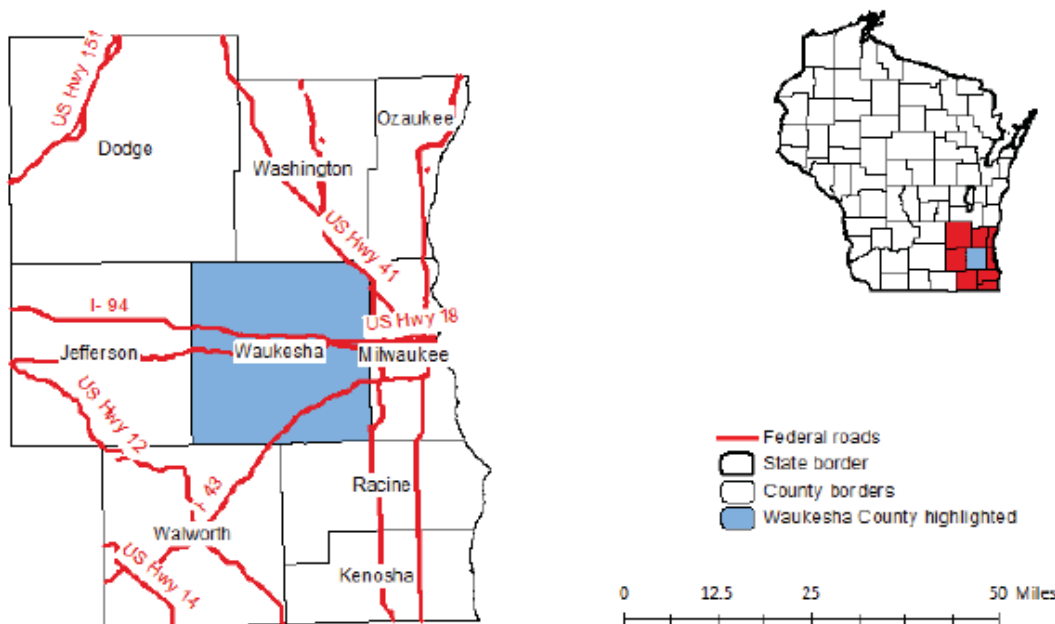 US Hwy 151
Dodge
Washington
Ozaukee
US Hwy 41
I- 94
US Hwy 18
Jefferson
Waukesha
Milwaukee
US Hwy 12
I- 43
Racine
Walworth
US Hwy 14
Kenosha
Federal roads
State border
County borders
Waukesha County highlighted
0 12.5 25 50 Miles